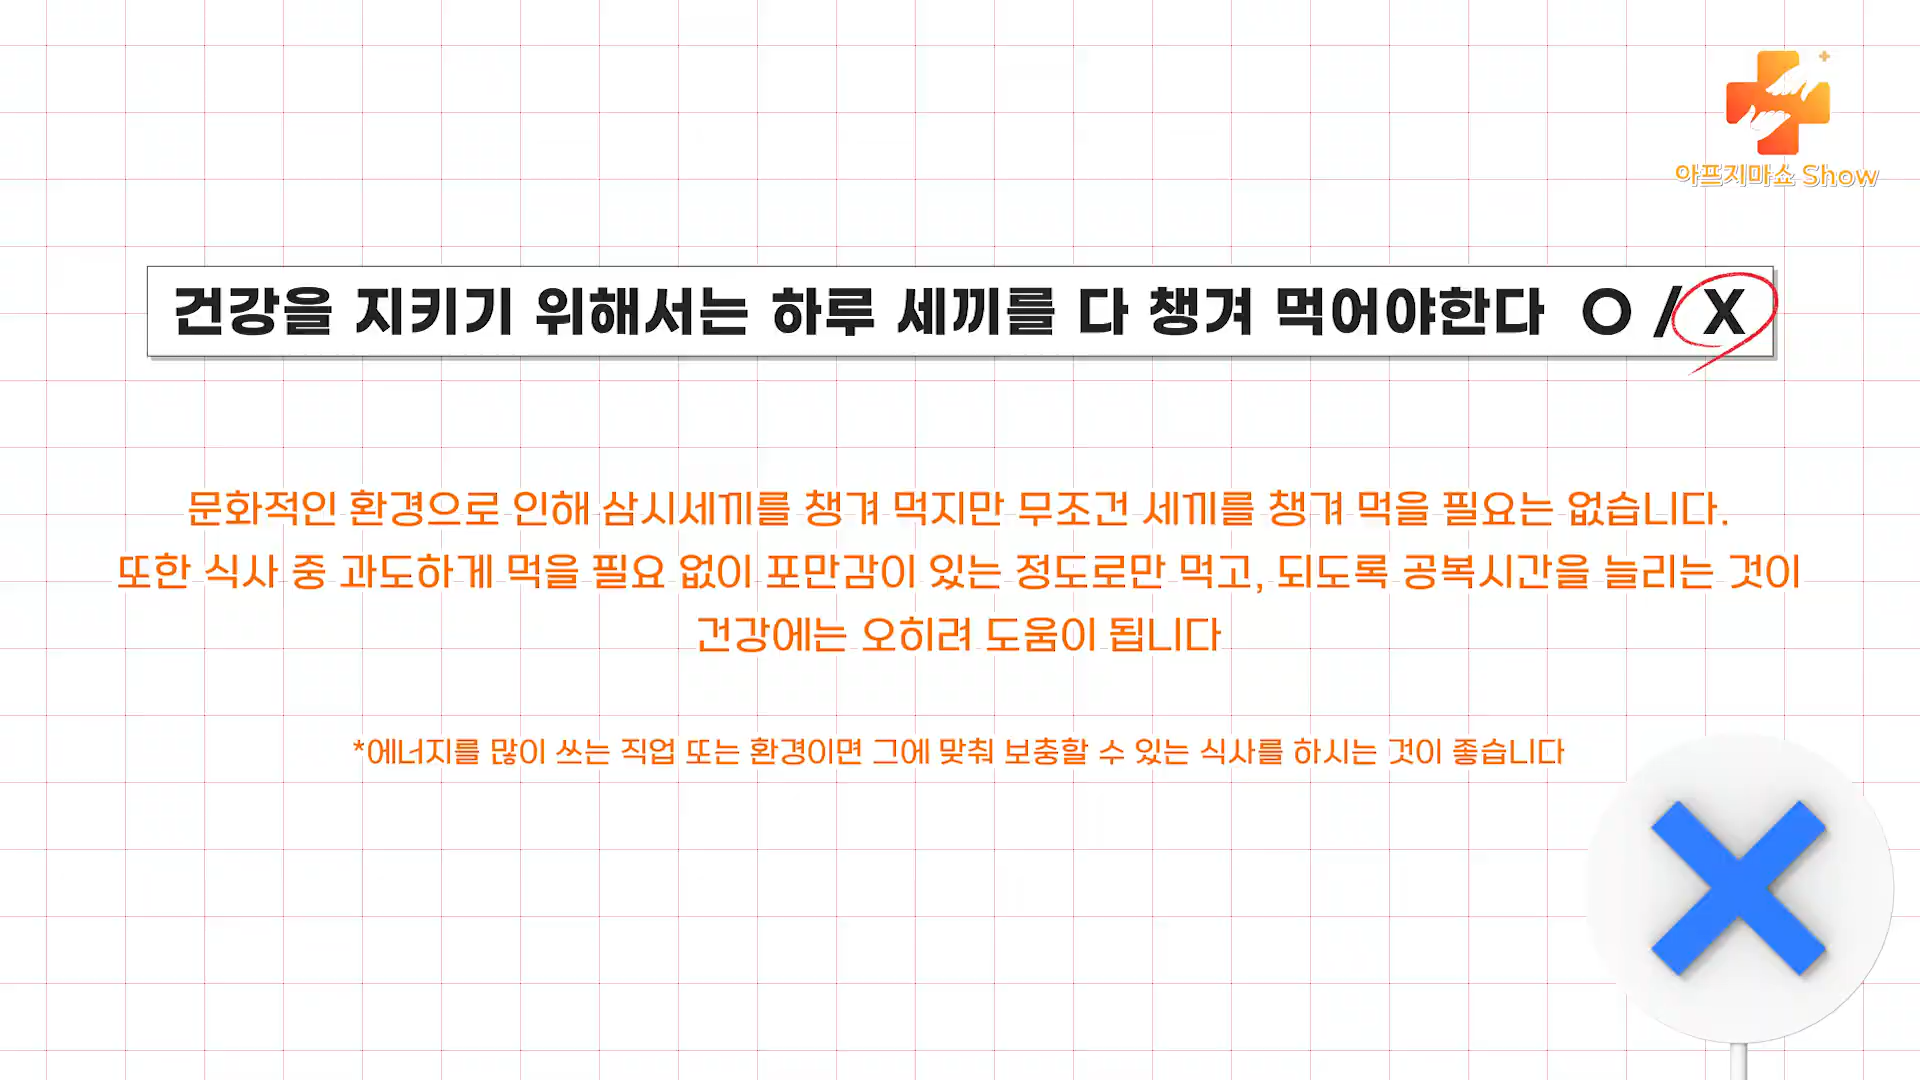 아프지마쇼 Show
건강을 지키기 위해서는 하루 세끼를 다 챙겨 먹어야한다 O / X
문화적인 환경으로 인해 삼시세끼를 챙겨 먹지만 무조건 세끼를 챙겨 먹을 필요는 없습니다.
또한 식사 중 과도하게 먹을 필요 없이 포만감이 있는 정도로만 먹고, 되도록 공복시간을 늘리는 것이
건강에는 오히려 도움이 됩니다
*에너지를 많이 쓰는 직업 또는 환경이면 그에 맞춰 보충할 수 있는 식사를 하시는 것이 좋습니다